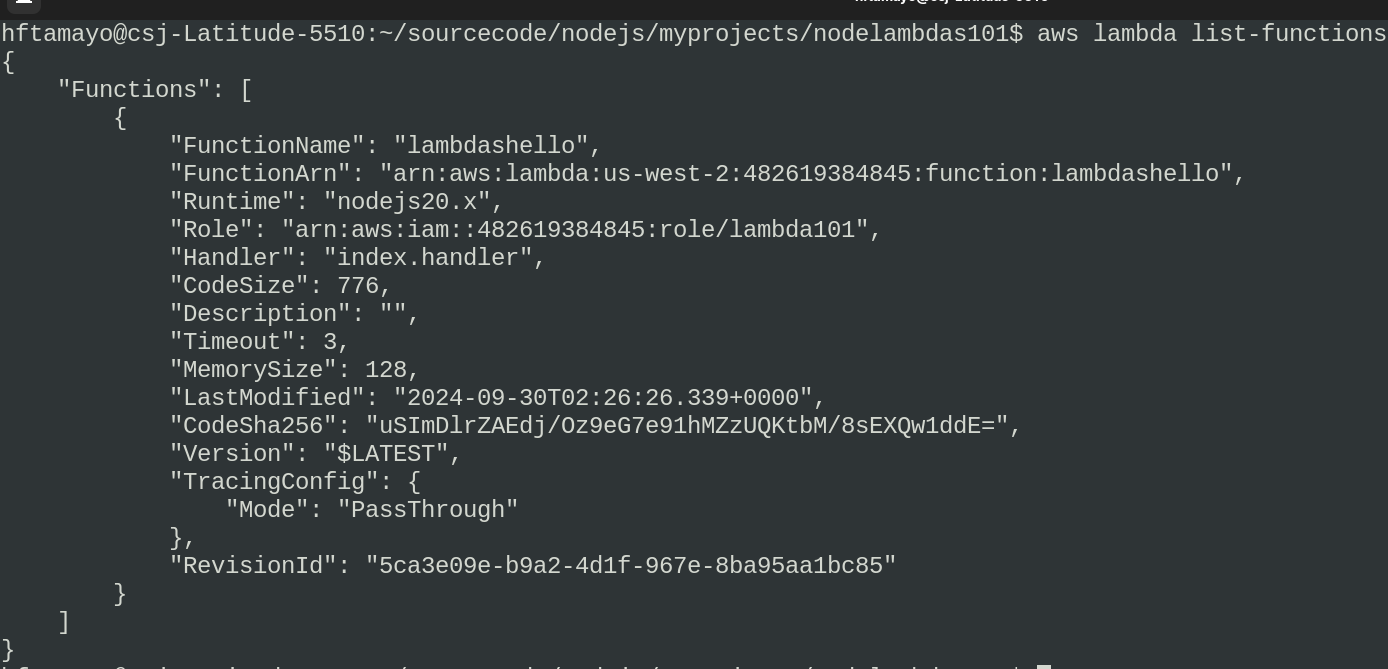 hftamayo@csj-Latitude-5510:~/sourcecode/nodejs/myprojects/nodelambdas101$ aws lambda list-functions
{
    "Functions": [
        {
            "FunctionName": "lambdashello",
            "FunctionArn": "arn:aws:lambda:us-west-2:482619384845:function:lambdashello",
            "Runtime": "nodejs20.x",
            "Role": "arn:aws:iam::482619384845:role/lambda101",
            "Handler": "index.handler",
            "CodeSize": 776,
            "Description": "",
            "Timeout": 3,
            "MemorySize": 128,
            "LastModified": "2024-09-30T02:26:26.339+0000",
            "CodeSha256": "uSImDlrZAEdj/Oz9eG7e91hMZzUQKtbM/8sEXQw1ddE=",
            "Version": "$LATEST",
            "TracingConfig": {
                "Mode": "PassThrough"
            },
            "RevisionId": "5ca3e09e-b9a2-4d1f-967e-8ba95aa1bc85"
        }
    ]
}